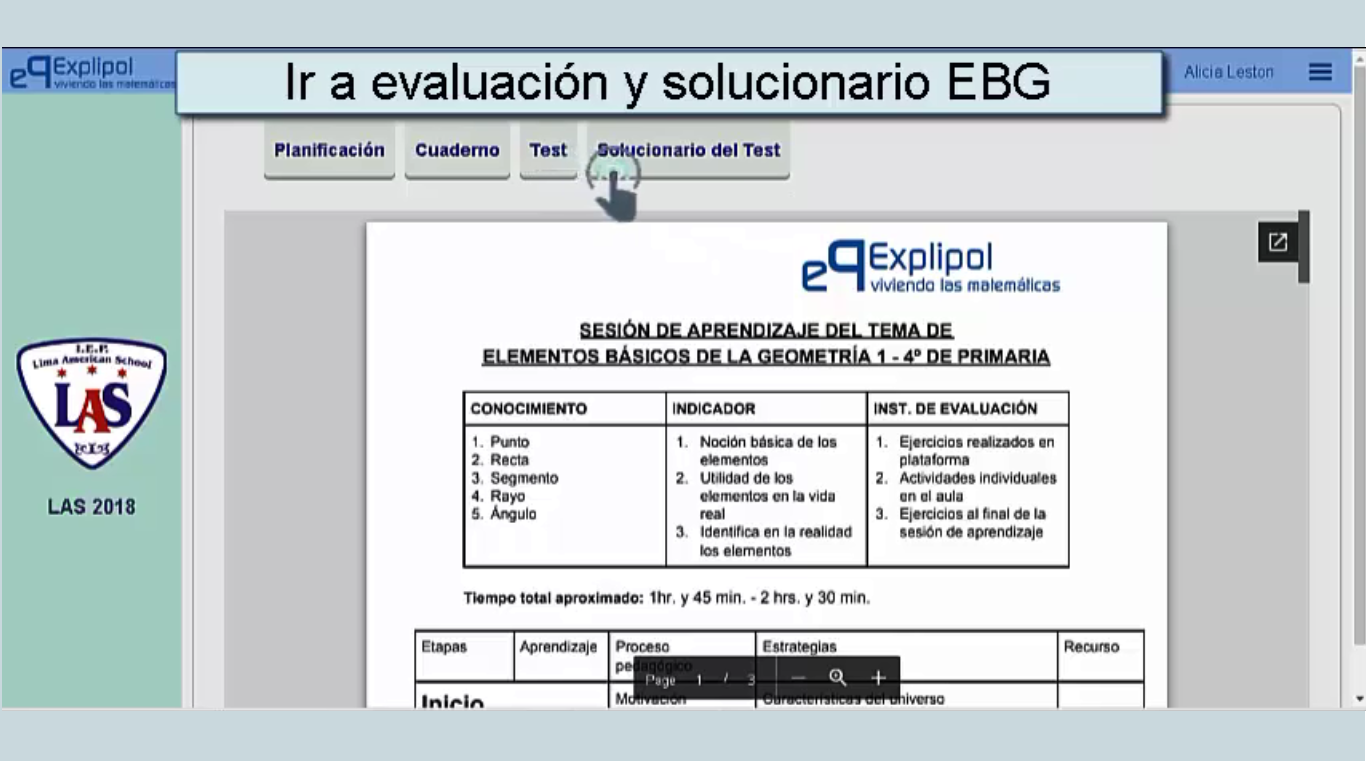 Explipol
viviendo las matemáticas
Ir a evaluación y solucionario EBG
Alicia Leston
Planificación
Cuaderno
Test
Solucionario del Test
Explipol
viviendo las matemáticas
SESIÓN DE APRENDIZAJE DEL TEMA DE
ELEMENTOS BÁSICOS DE LA GEOMETRÍA 1 - 4º DE PRIMARIA
CONOCIMIENTO
1. Punto
2. Recta
3. Segmento
4. Rayo
5. Ángulo
INDICADOR
1. Noción básica de los
elementos
2. Utilidad de los
elementos en la vida
real
3. Identifica en la realidad
los elementos
INST. DE EVALUACIÓN
1. Ejercicios realizados en
plataforma
2. Actividades individuales
en el aula
3. Ejercicios al final de la
sesión de aprendizaje
I.E.P.
Lima American School
LAS
LAS 2018
Tiempo total aproximado: 1hr. y 45 min. - 2 hrs. y 30 min.
Etapas
Aprendizaje
Proceso
pedagógico
Estrategias
Recurso
Page 1 / 3
Inicio
Motivación
Características del universo